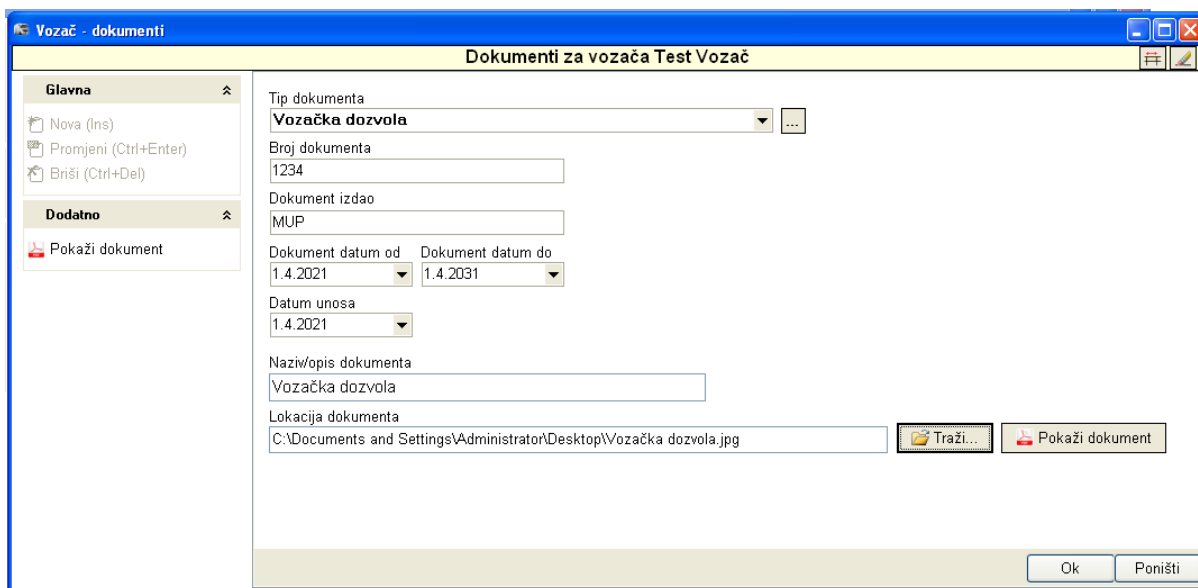 Vozač - dokumenti
Dokumenti za vozača Test Vozač
Glavna
Nova (Ins)
Promjeni (Ctrl+Enter)
Briši (Ctrl+Del)
Dodatno
Pokaži dokument
Tip dokumenta
Vozačka dozvola
...
Broj dokumenta
1234
Dokument izdao
MUP
Dokument datum od Dokument datum do
1.4.2021 1.4.2031
Datum unosa
1.4.2021
Naziv/opis dokumenta
Vozačka dozvola
Lokacija dokumenta
C:\Documents and Settings\Administrator\Desktop\Vozačka dozvola.jpg Traži... Pokaži dokument
Ok Poništi